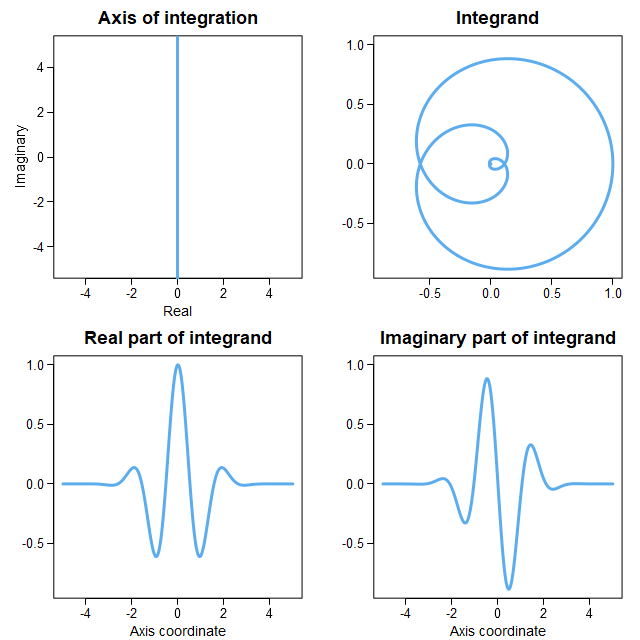 Axis of integration
4
2
0
-2
-4
Imaginary
-4 -2 0 2 4
Real
Integrand
1.0
0.5
0.0
-0.5
-0.5 0.0 0.5 1.0
Real part of integrand
1.0
0.5
0.0
-0.5
-4 -2 0 2 4
Axis coordinate
Imaginary part of integrand
1.0
0.5
0.0
-0.5
-4 -2 0 2 4
Axis coordinate